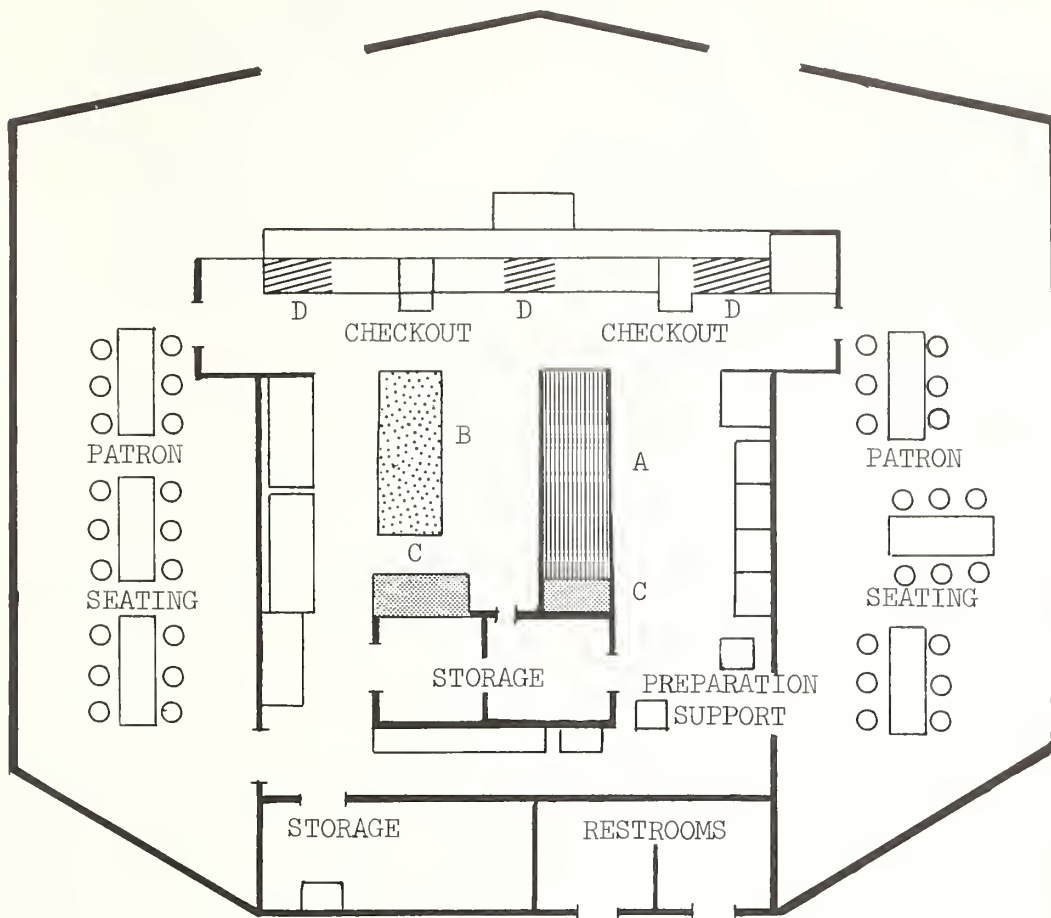 D D D
CHECKOUT CHECKOUT
B
A
PATRON PATRON
C
SEATING C SEATING
STORAGE
PREPARATION
SUPPORT
STORAGE RESTROOMS